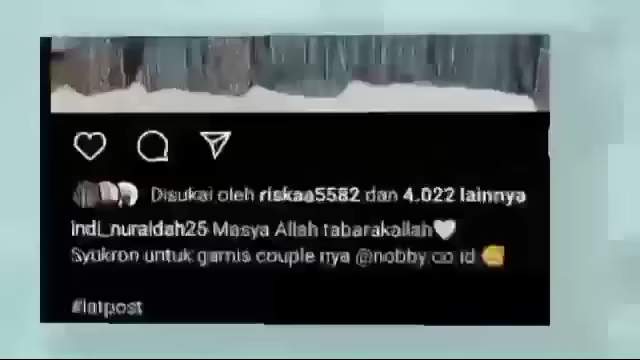 Disukai oleh riskaa5582 dan 4.022 lainnya
indi_nuraidah25 Masya Allah tabarakallah🤍
Syukron untuk gamis couple nya @nobby.co.id
#latpost